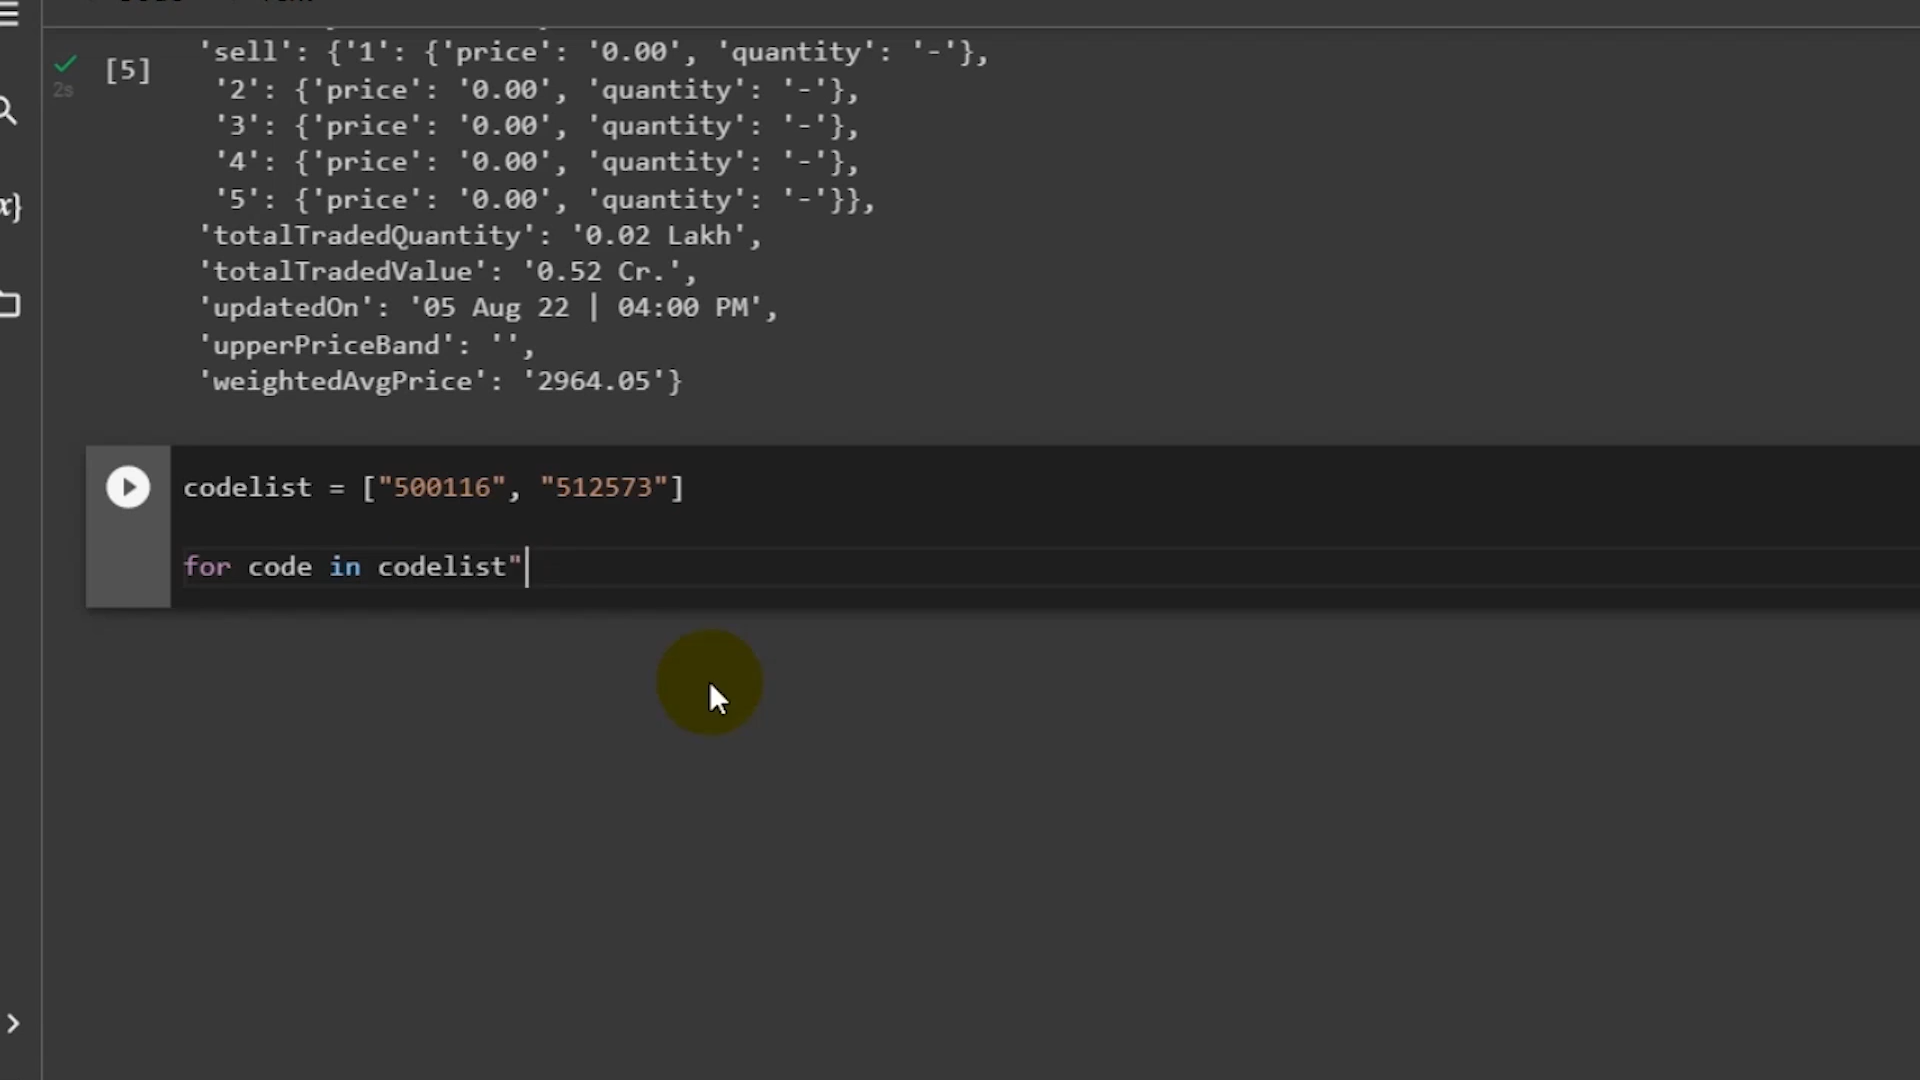 'sell': {'1': {'price': '0.00', 'quantity': '-'},
'2': {'price': '0.00', 'quantity': '-'},
'3': {'price': '0.00', 'quantity': '-'},
'4': {'price': '0.00', 'quantity': '-'},
'5': {'price': '0.00', 'quantity': '-'}},
'totalTradedQuantity': '0.02 Lakh',
'totalTradedValue': '0.52 Cr.',
'updatedOn': '05 Aug 22 | 04:00 PM',
'upperPriceBand': '',
'weightedAvgPrice': '2964.05'}
[5]
2s
x}
codelist = ["500116", "512573"]
for code in codelist"